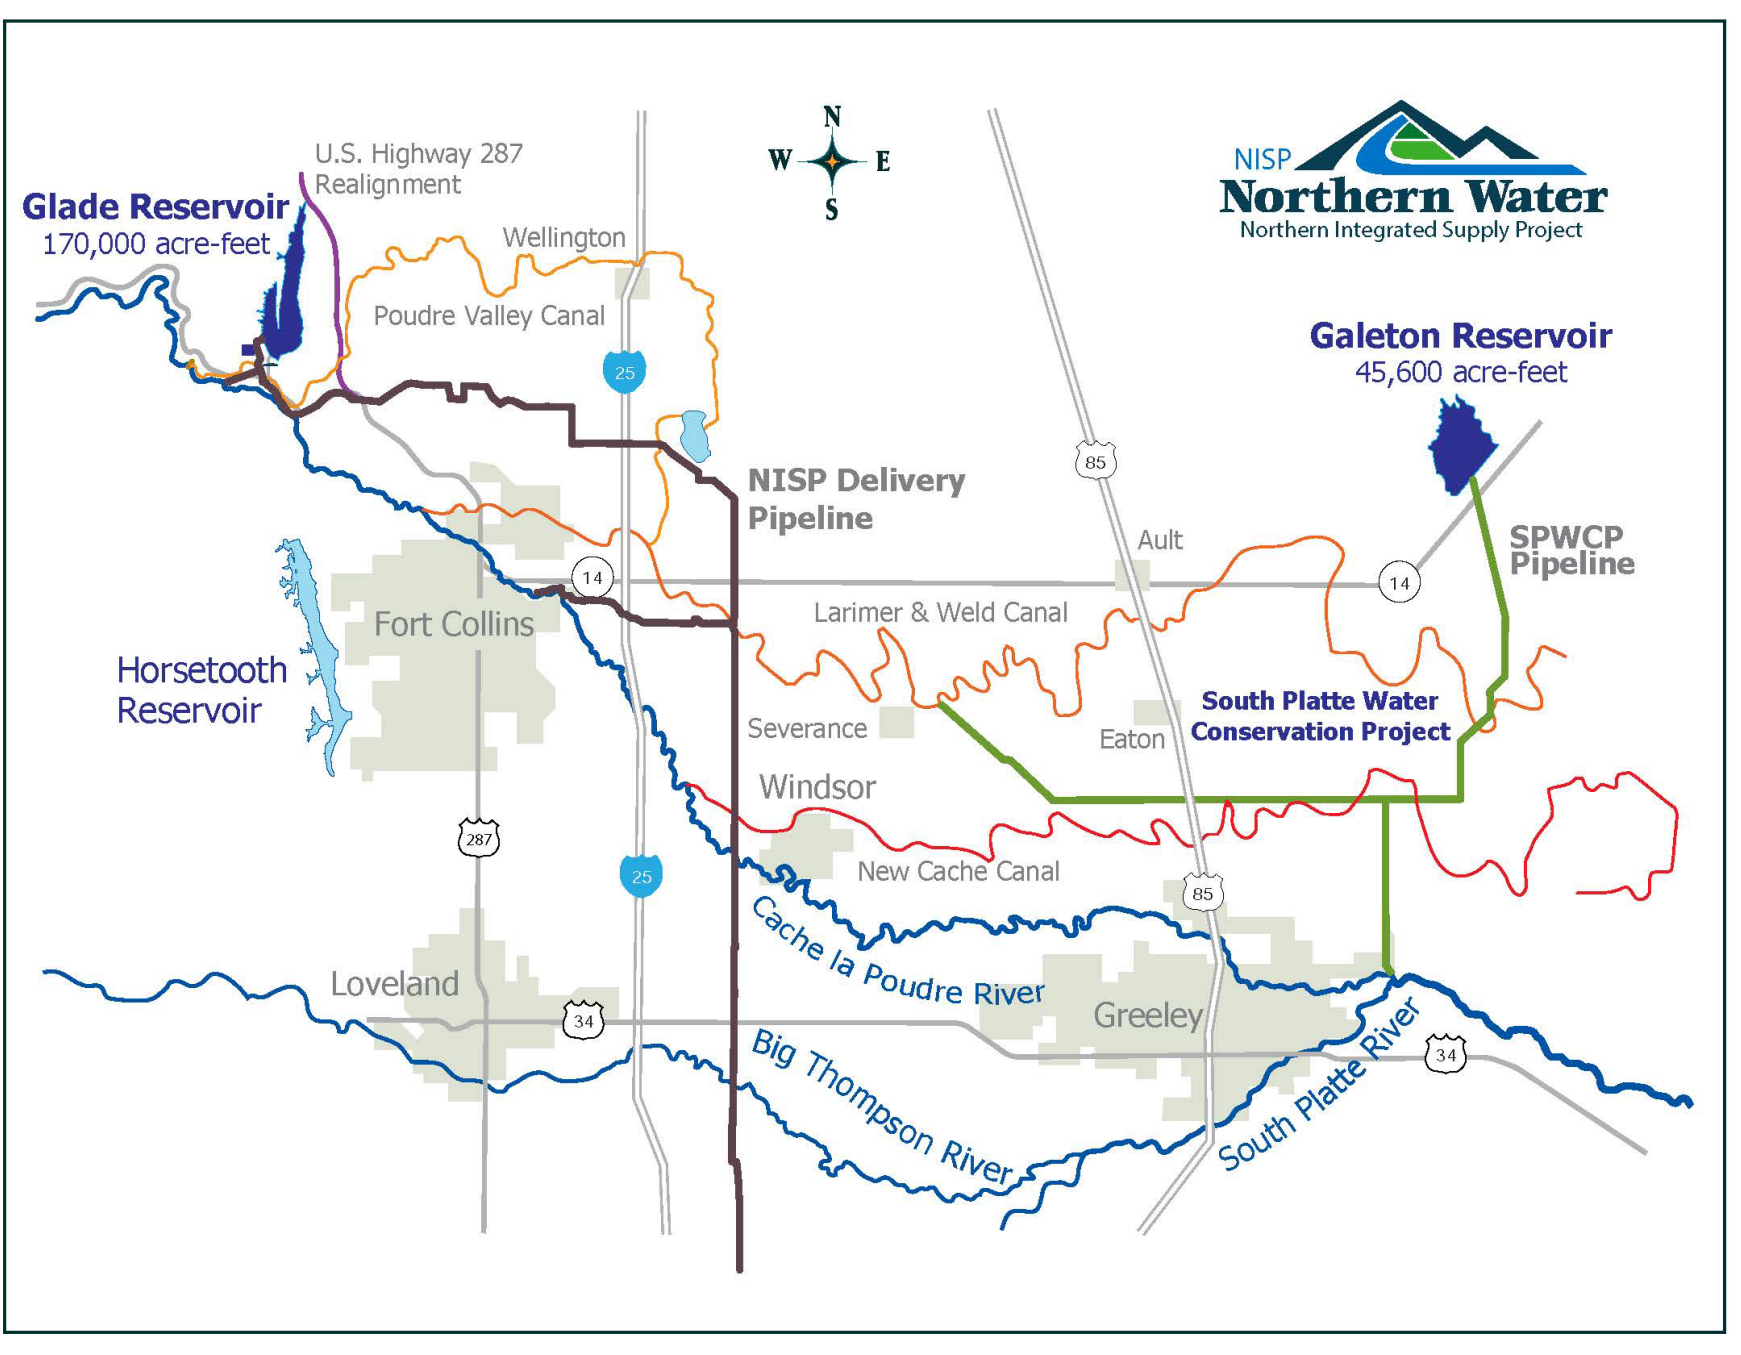 N
W
E
S
NISP
Northern Water
Northern Integrated Supply Project
U.S. Highway 287
Realignment
Glade Reservoir
170,000 acre-feet
Wellington
Poudre Valley Canal
25
Galeton Reservoir
45,600 acre-feet
85
NISP Delivery
Pipeline
Ault
SPWCP
Pipeline
14
14
Larimer & Weld Canal
Fort Collins
Horsetooth
Reservoir
South Platte Water
Conservation Project
Severance
Eaton
Windsor
287
25
New Cache Canal
85
Cache la Poudre River
Loveland
34
Greeley
Big Thompson River
South Platte River
34